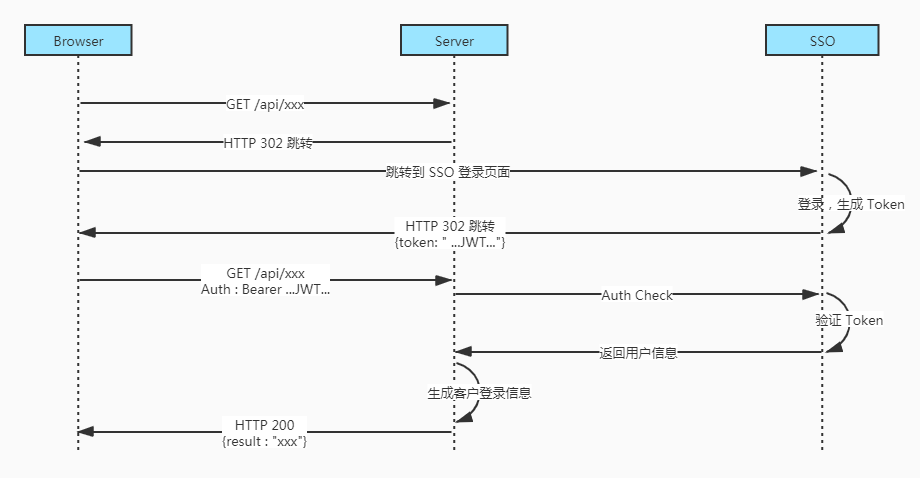 Browser
Server
SSO
GET /api/xxx
HTTP 302 跳转
跳转到 SSO 登录页面
登录，生成 Token
HTTP 302 跳转
{token: " ...JWT..."}
GET /api/xxx
Auth : Bearer ...JWT...
Auth Check
验证 Token
返回用户信息
生成客户登录信息
HTTP 200
{result : "xxx"}